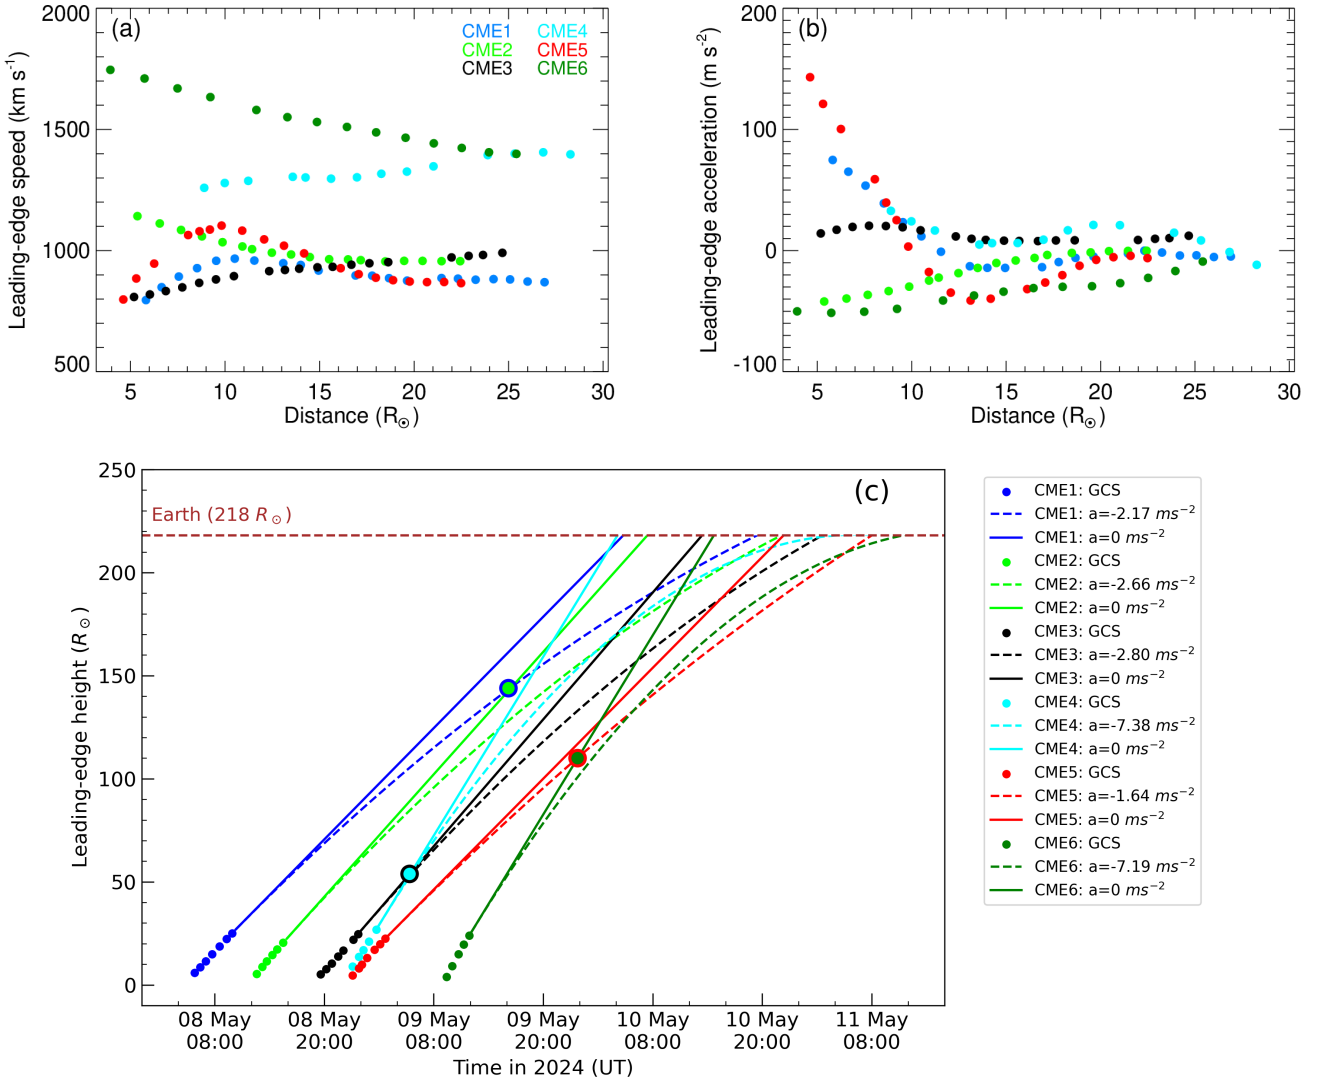 (a)
CME1 CME4
CME2 CME5
CME3 CME6
Leading-edge speed (km s⁻¹)
2000
1500
1000
500
5 10 15 20 25 30
Distance (R⊙)
(b)
Leading-edge acceleration (m s⁻²)
200
100
0
-100
5 10 15 20 25 30
Distance (R⊙)
(c)
Earth (218 R⊙)
Leading-edge height (R⊙)
250
200
150
100
50
0
08 May 08 May 09 May 09 May 10 May 10 May 11 May
08:00 20:00 08:00 20:00 08:00 20:00 08:00
Time in 2024 (UT)
CME1: GCS
CME1: a=-2.17 ms⁻²
CME1: a=0 ms⁻²
CME2: GCS
CME2: a=-2.66 ms⁻²
CME2: a=0 ms⁻²
CME3: GCS
CME3: a=-2.80 ms⁻²
CME3: a=0 ms⁻²
CME4: GCS
CME4: a=-7.38 ms⁻²
CME4: a=0 ms⁻²
CME5: GCS
CME5: a=-1.64 ms⁻²
CME5: a=0 ms⁻²
CME6: GCS
CME6: a=-7.19 ms⁻²
CME6: a=0 ms⁻²